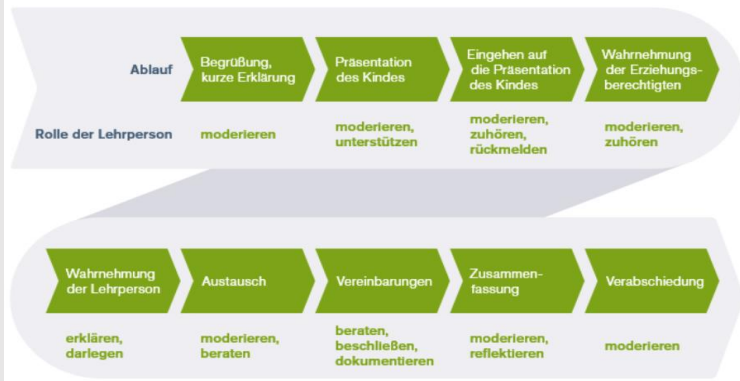 Ablauf
Begrüßung,
kurze Erklärung
Präsentation
des Kindes
Eingehen auf
die Präsentation
des Kindes
Wahrnehmung
der Erziehungs-
berechtigten
Rolle der Lehrperson
moderieren
moderieren,
unterstützen
moderieren,
zuhören,
rückmelden
moderieren,
zuhören
Wahrnehmung
der Lehrperson
Austausch
Vereinbarungen
Zusammen-
fassung
Verabschiedung
erklären,
darlegen
moderieren,
beraten
beraten,
beschließen,
dokumentieren
moderieren,
reflektieren
moderieren